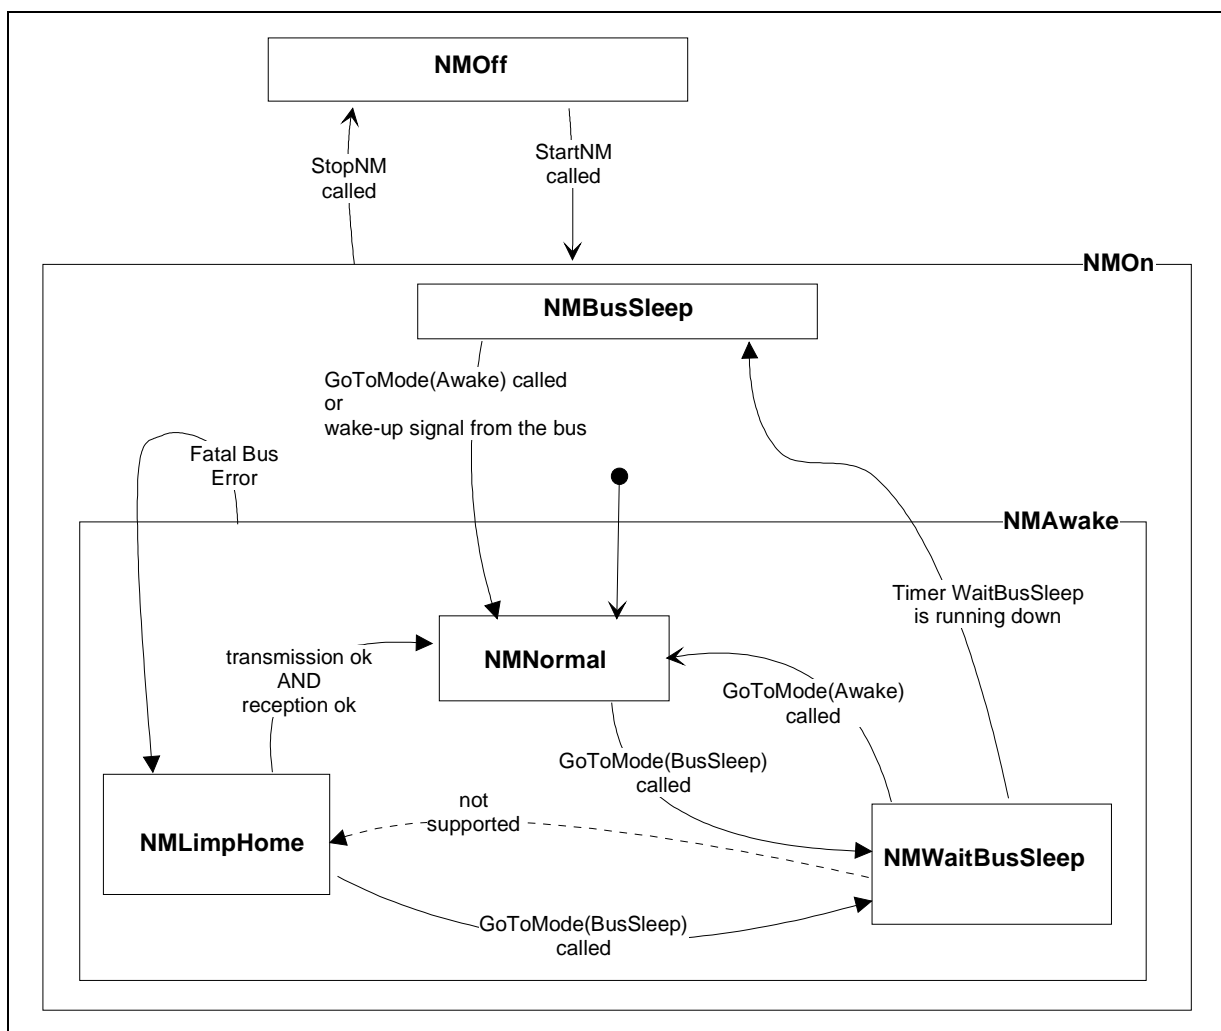 NMOff
StopNM
called
StartNM
called
NMOn
NMBusSleep
GoToMode(Awake) called
or
wake-up signal from the bus
Fatal Bus
Error
NMAwake
Timer WaitBusSleep
is running down
transmission ok
AND
reception ok
NMNormal
GoToMode(Awake)
called
GoToMode(BusSleep)
called
not
supported
NMLimpHome
NMWaitBusSleep
GoToMode(BusSleep)
called